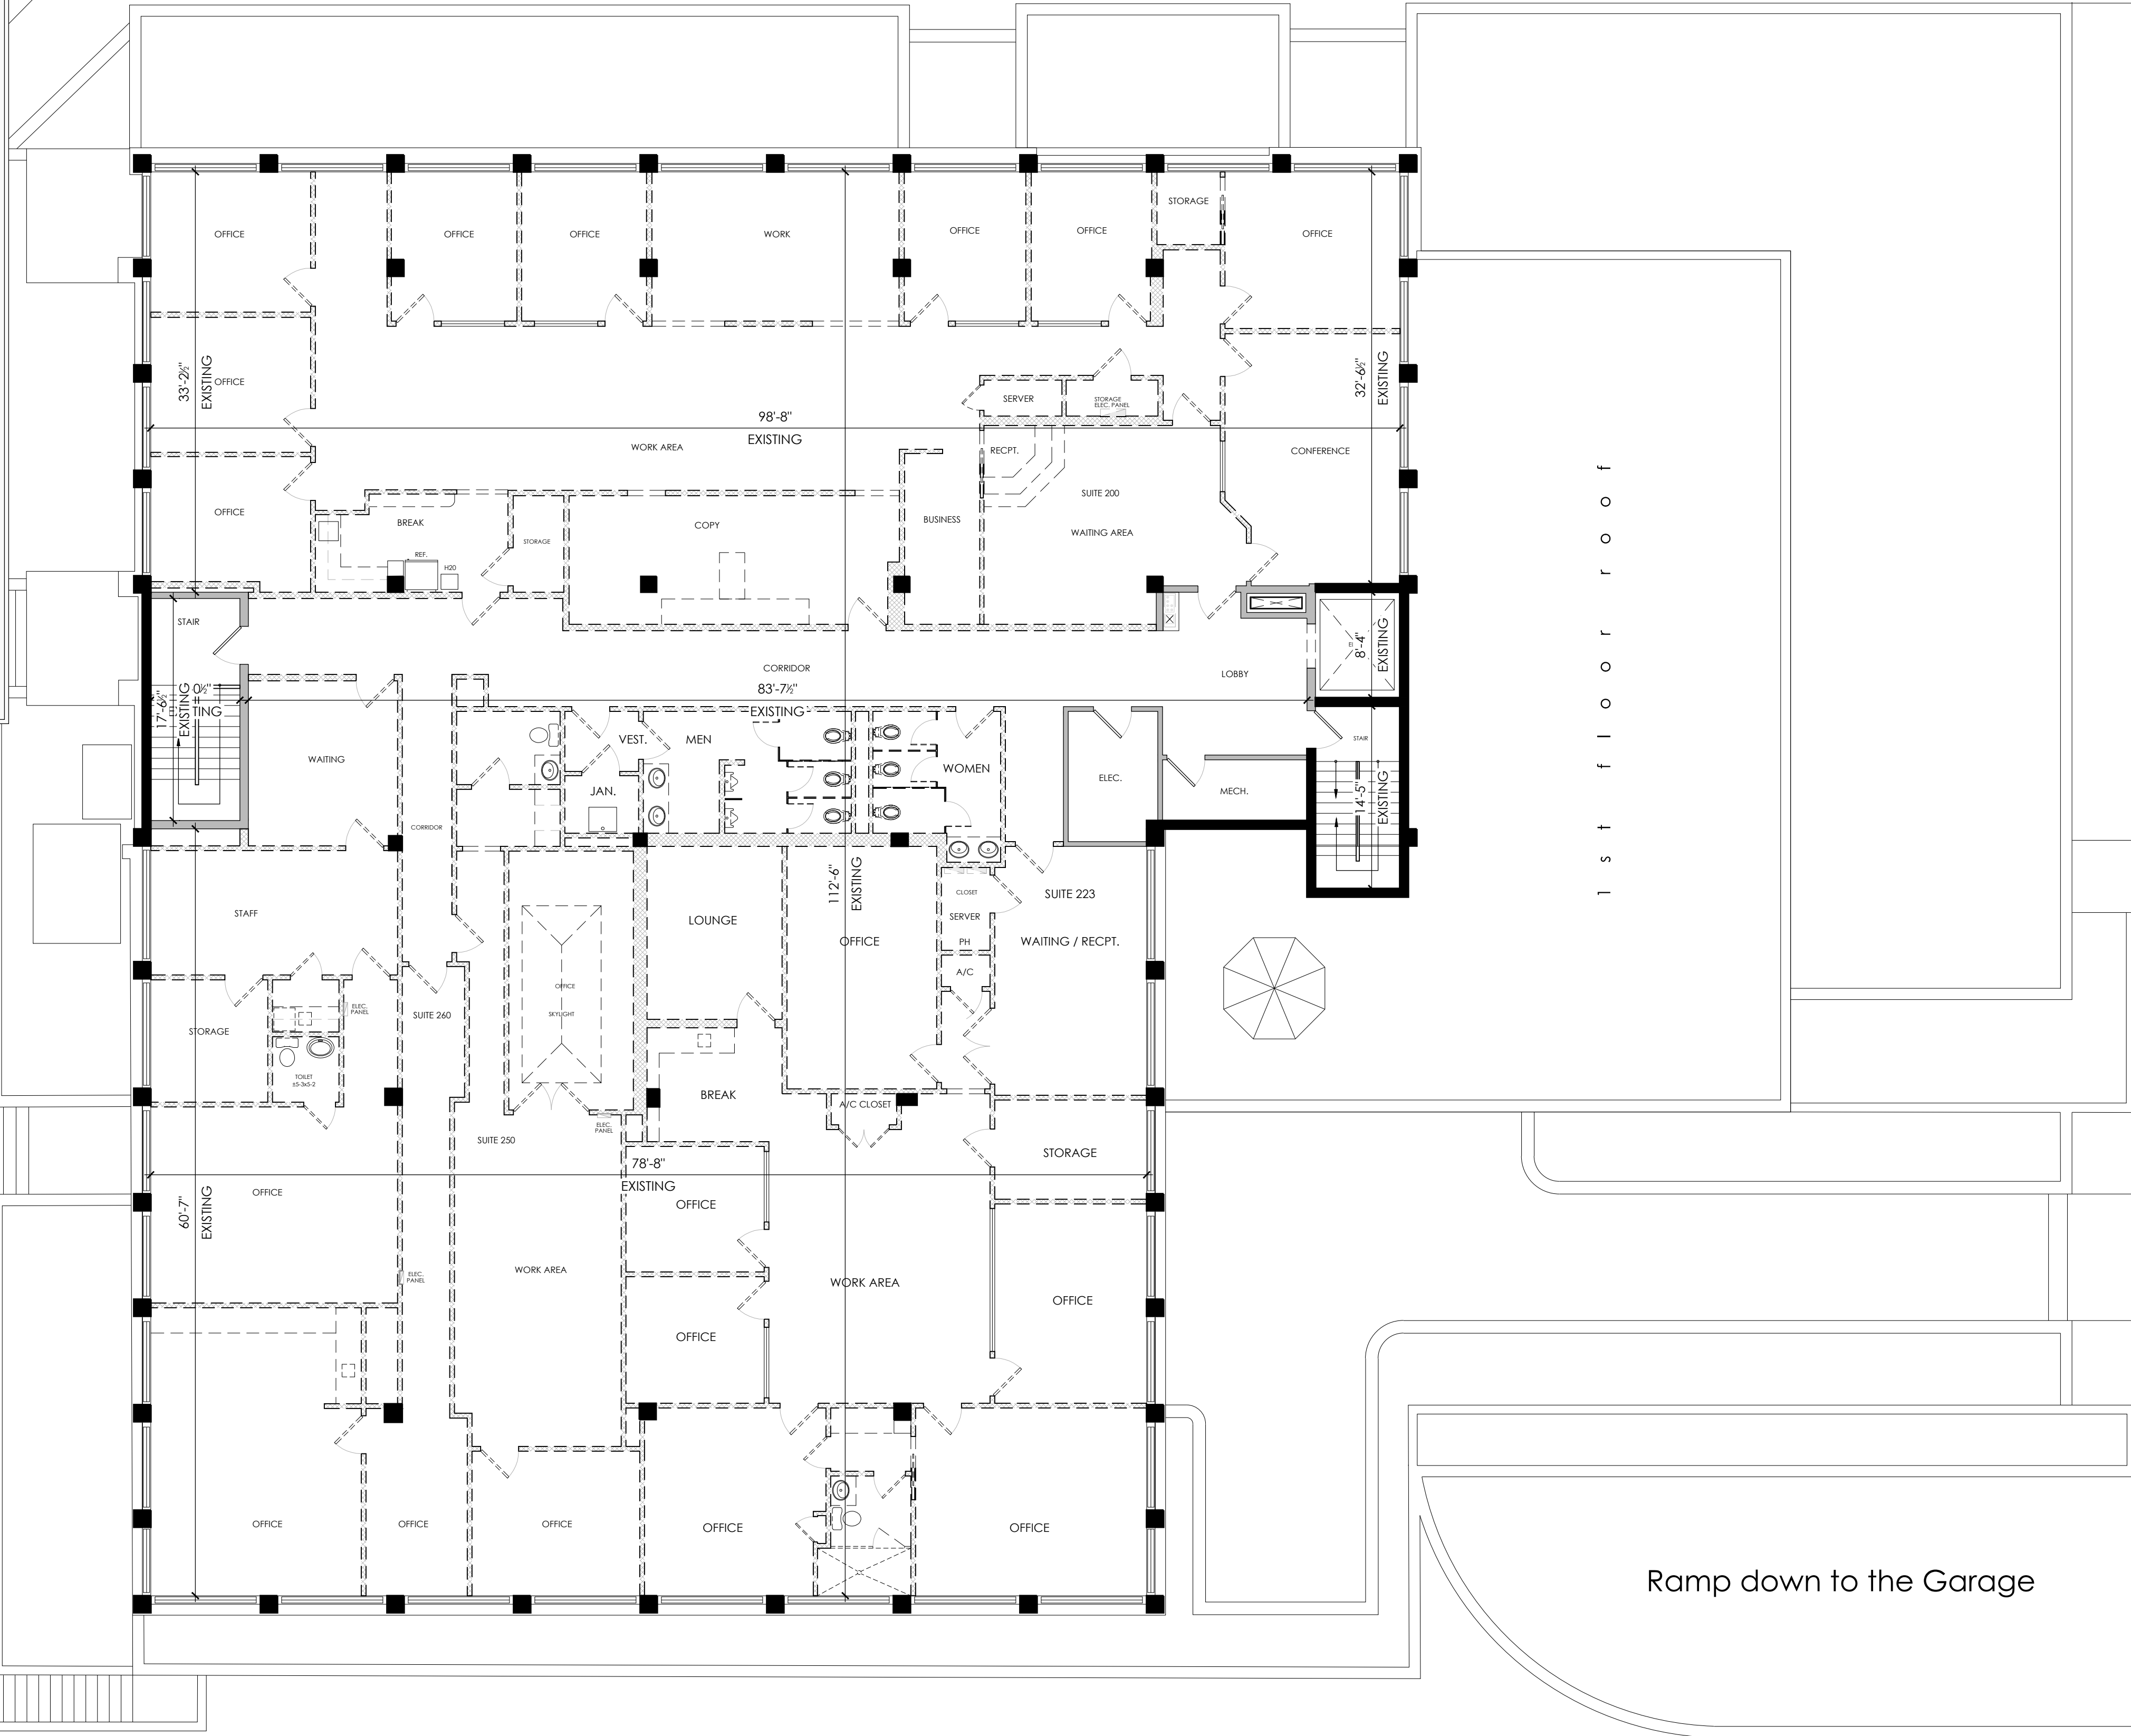 STORAGE
OFFICE
OFFICE
OFFICE
WORK
OFFICE
OFFICE
OFFICE
33'-2½"
EXISTING
OFFICE
32'-6½"
EXISTING
SERVER
STORAGE
ELEC. PANEL
98'-8"
EXISTING
WORK AREA
RECPT.
CONFERENCE
SUITE 200
WAITING AREA
OFFICE
BREAK
REF.
H20
STORAGE
COPY
BUSINESS
1st floor roof
STAIR
17'-6½"
EXISTING
0½"
TING
CORRIDOR
83'-7½"
EXISTING
LOBBY
8'-4"
EXISTING
WAITING
VEST.
MEN
WOMEN
JAN.
ELEC.
MECH.
STAIR
14'-5"
EXISTING
CORRIDOR
112'-6"
EXISTING
STAFF
LOUNGE
OFFICE
CLOSET
SERVER
PH
A/C
SUITE 223
WAITING / RECPT.
OFFICE
SKYLIGHT
STORAGE
ELEC.
PANEL
SUITE 260
TOILET
±5-3x5-2
BREAK
A/C CLOSET
ELEC.
PANEL
SUITE 250
STORAGE
78'-8"
EXISTING
60'-7"
EXISTING
OFFICE
OFFICE
ELEC.
PANEL
WORK AREA
WORK AREA
OFFICE
OFFICE
OFFICE
OFFICE
OFFICE
OFFICE
OFFICE
Ramp down to the Garage